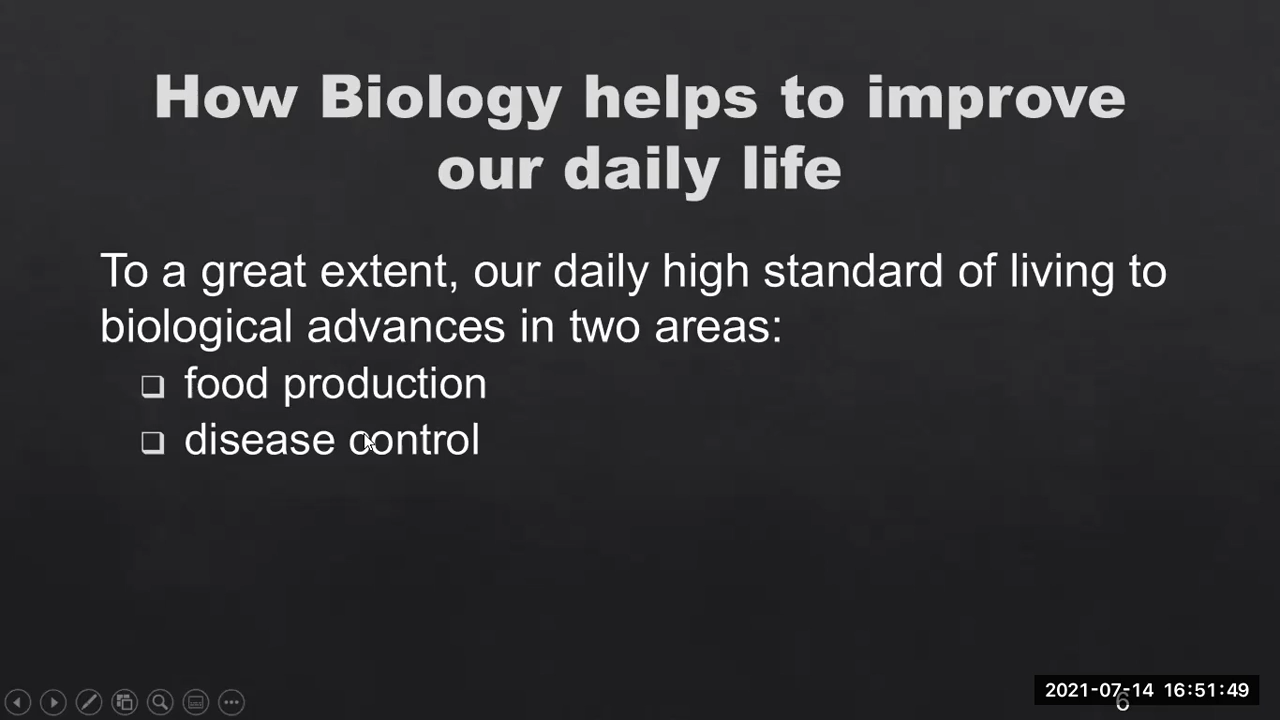 How Biology helps to improve
our daily life
To a great extent, our daily high standard of living to
biological advances in two areas:
food production
disease control
2021-07-14 16:51:49
6